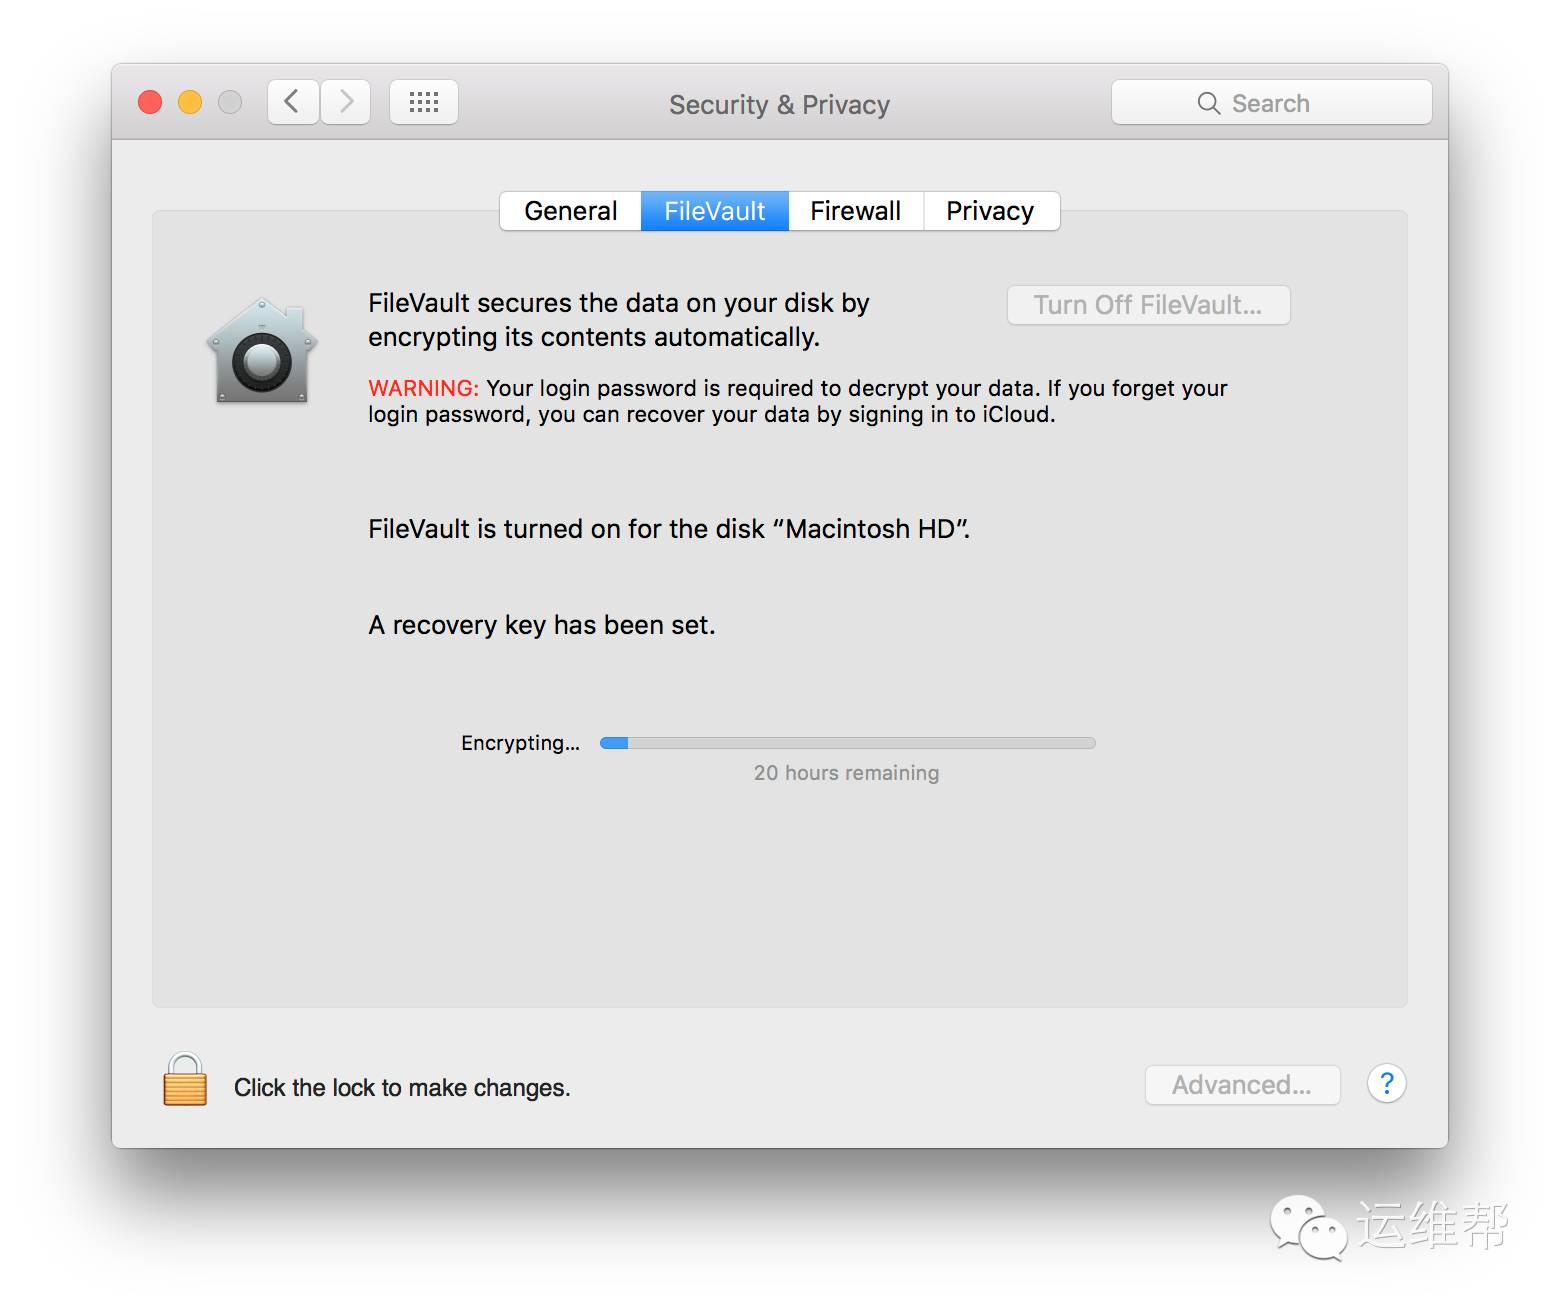 Security & Privacy
Search
General
FileVault
Firewall
Privacy
FileVault secures the data on your disk by
encrypting its contents automatically.
Turn Off FileVault...
WARNING: Your login password is required to decrypt your data. If you forget your
login password, you can recover your data by signing in to iCloud.
FileVault is turned on for the disk “Macintosh HD”.
A recovery key has been set.
Encrypting...
20 hours remaining
Click the lock to make changes.
Advanced...
?
运维帮